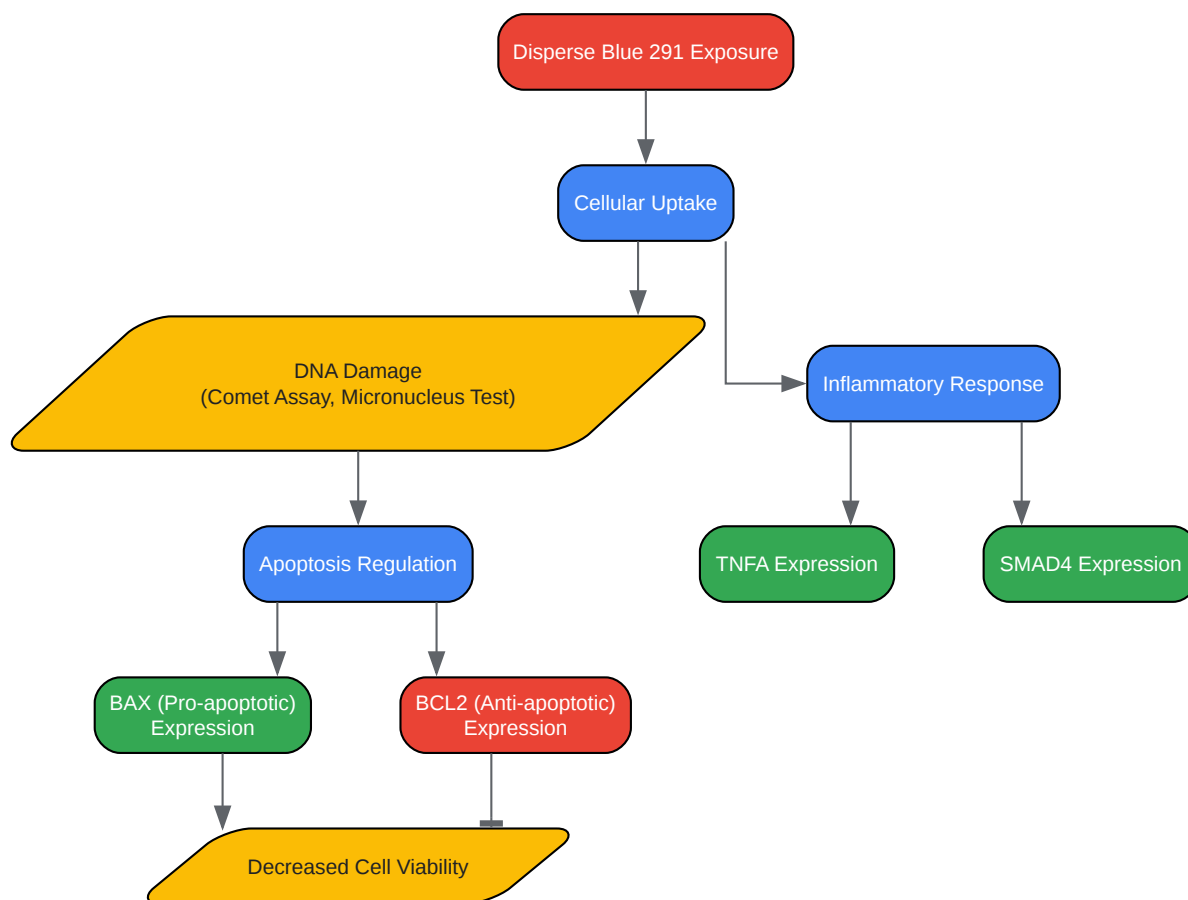 Disperse Blue 291 Exposure
Cellular Uptake
DNA Damage
(Comet Assay, Micronucleus Test)
Inflammatory Response
Apoptosis Regulation
TNFA Expression
SMAD4 Expression
BAX (Pro-apoptotic)
Expression
BCL2 (Anti-apoptotic)
Expression
Decreased Cell Viability